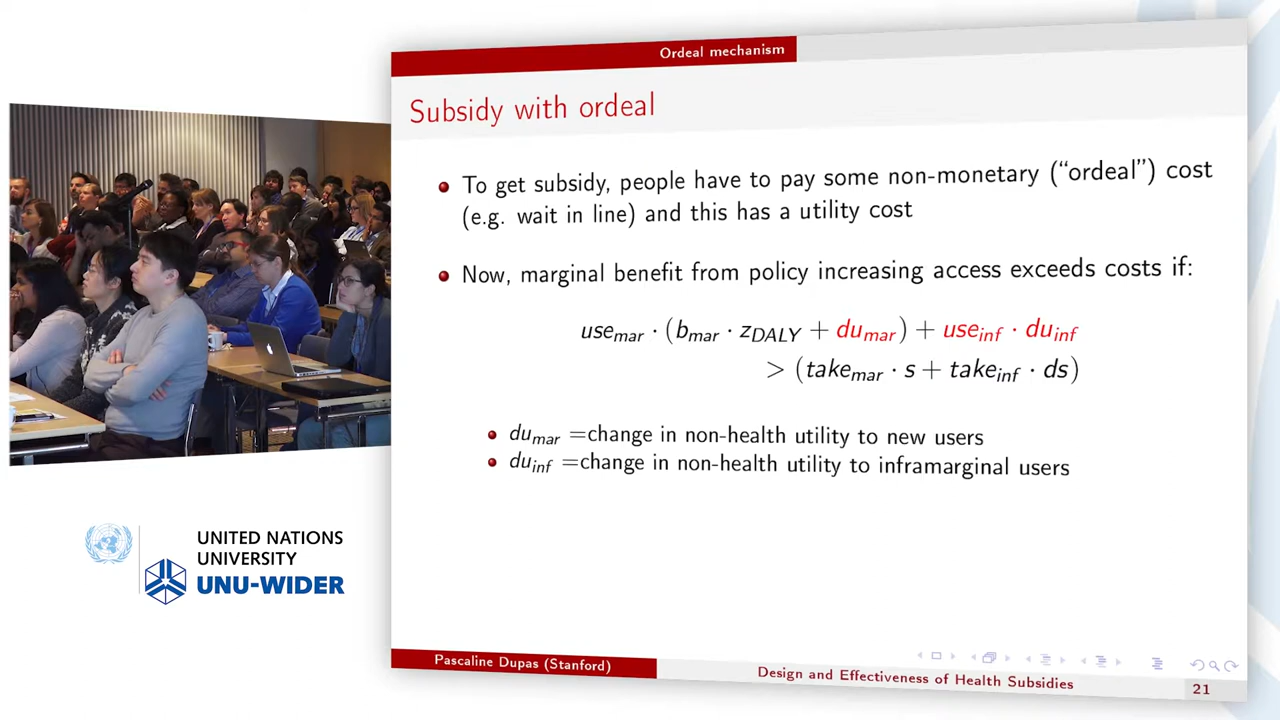 Ordeal mechanism
Subsidy with ordeal
To get subsidy, people have to pay some non-monetary (“ordeal”) cost
(e.g. wait in line) and this has a utility cost
Now, marginal benefit from policy increasing access exceeds costs if:
use_mar · (b_mar · z_DALY + du_mar) + use_inf · du_inf
> (take_mar · s + take_inf · ds)
du_mar =change in non-health utility to new users
du_inf =change in non-health utility to inframarginal users
UNITED NATIONS
UNIVERSITY
UNU-WIDER
Pascaline Dupas (Stanford)
Design and Effectiveness of Health Subsidies
21